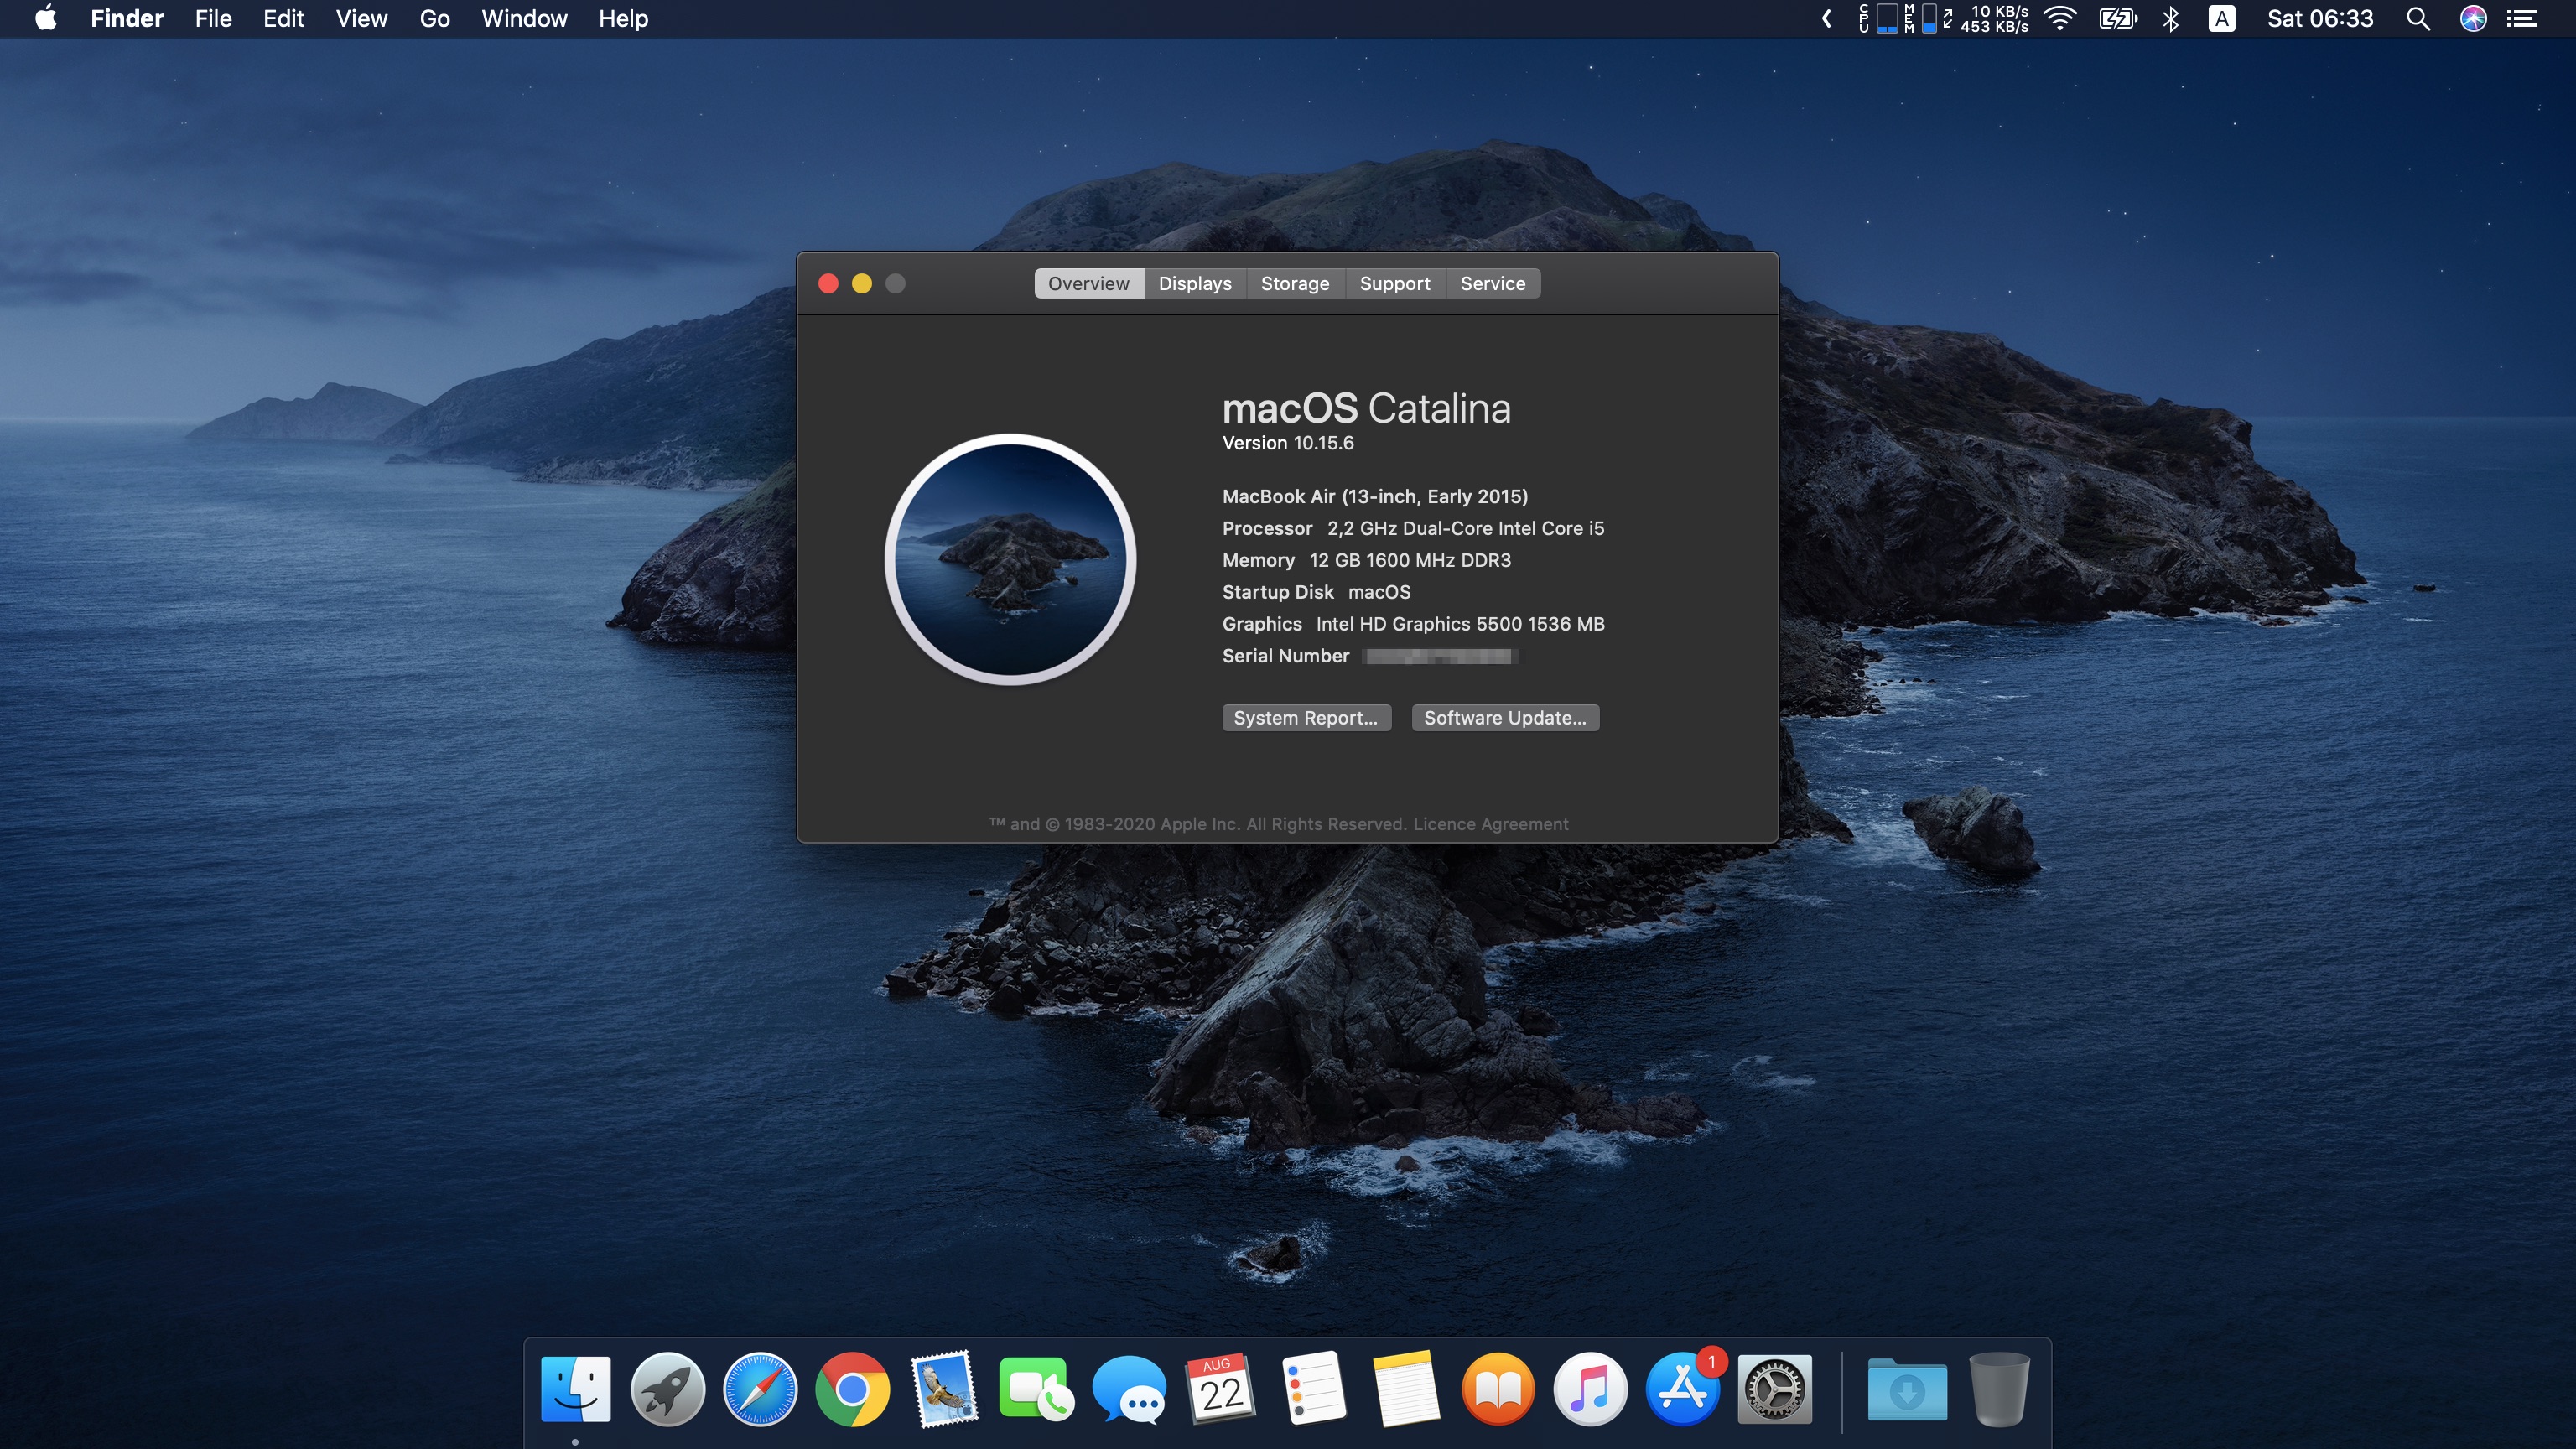 Finder File Edit View Go Window Help
CPU MEM 10 KB/s
453 KB/s
A Sat 06:33
Overview Displays Storage Support Service
macOS Catalina
Version 10.15.6
MacBook Air (13-inch, Early 2015)
Processor 2,2 GHz Dual-Core Intel Core i5
Memory 12 GB 1600 MHz DDR3
Startup Disk macOS
Graphics Intel HD Graphics 5500 1536 MB
Serial Number
System Report... Software Update...
™ and © 1983-2020 Apple Inc. All Rights Reserved. Licence Agreement
AUG
22
1